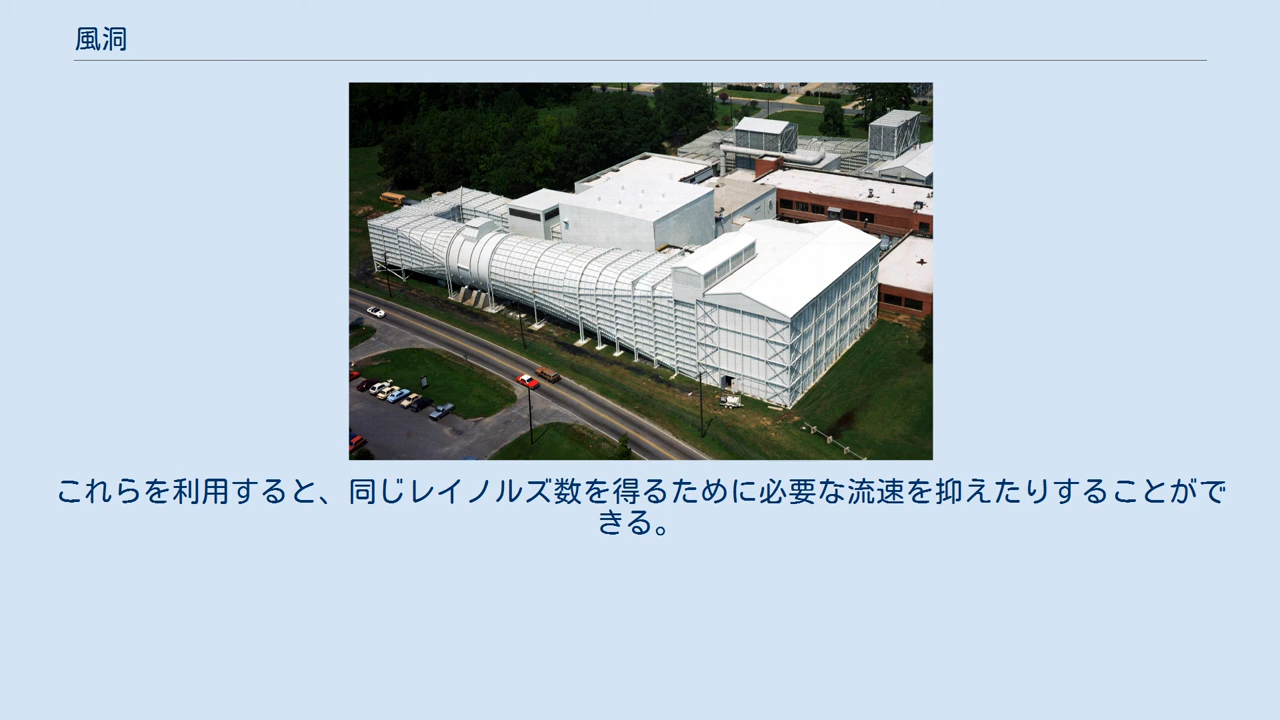 風洞
これらを利用すると、同じレイノルズ数を得るために必要な流速を抑えたりすることがで
きる。